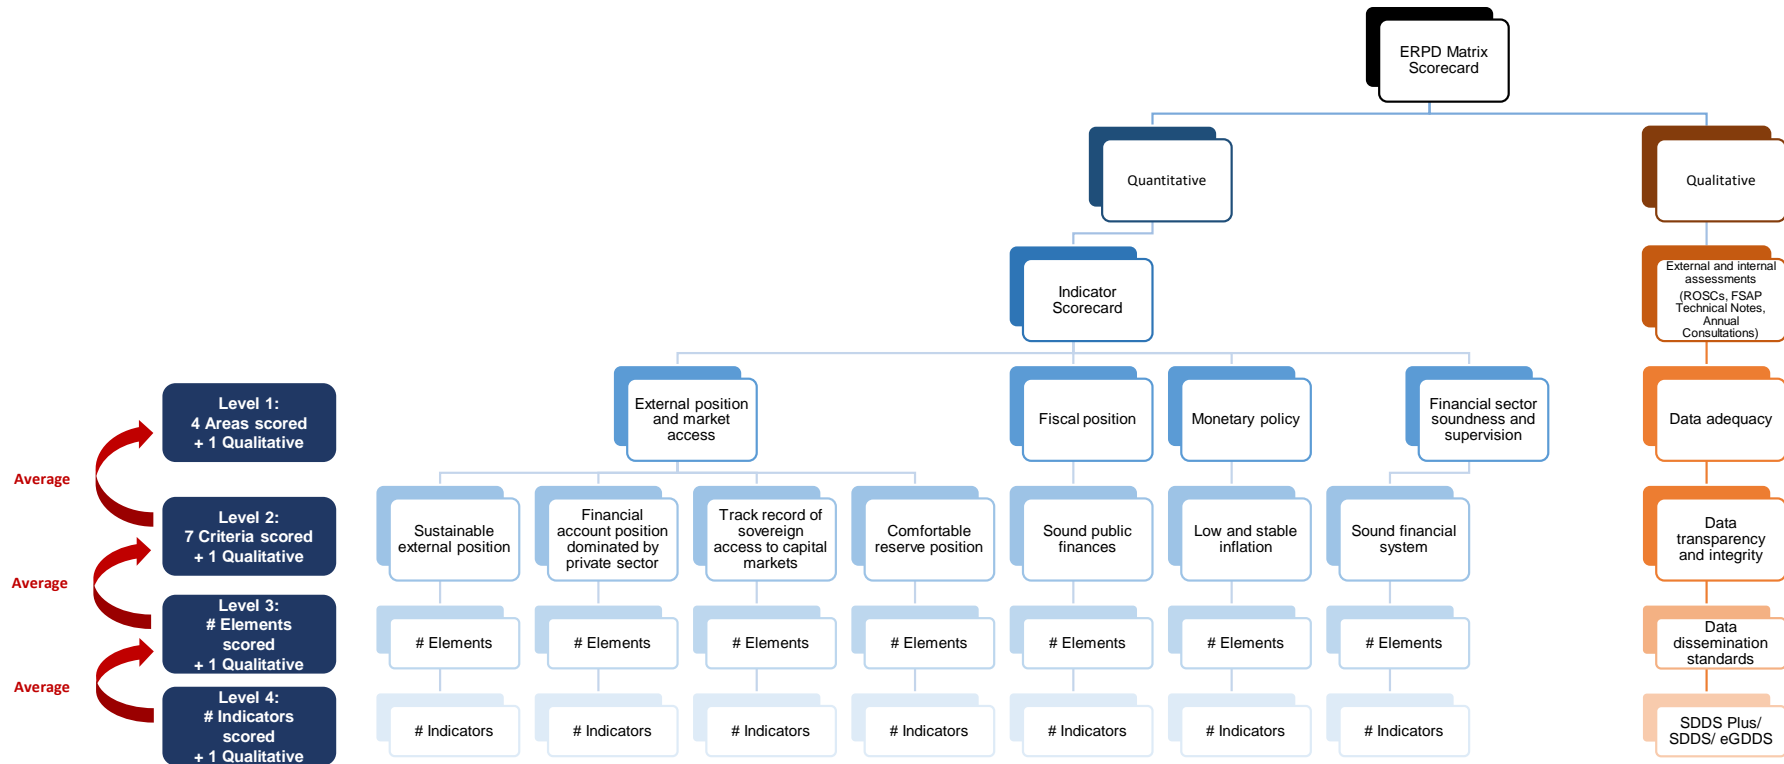 ERPD Matrix
Scorecard
Quantitative
Qualitative
Indicator
Scorecard
External and internal
assessments
(ROSCs, FSAP
Technical Notes,
Annual
Consultations)
Level 1:
4 Areas scored
+ 1 Qualitative
External position
and market
access
Fiscal position
Monetary policy
Financial sector
soundness and
supervision
Data adequacy
Average
Level 2:
7 Criteria scored
+ 1 Qualitative
Sustainable
external position
Financial
account position
dominated by
private sector
Track record of
sovereign
access to capital
markets
Comfortable
reserve position
Sound public
finances
Low and stable
inflation
Sound financial
system
Data
transparency
and integrity
Average
Level 3:
# Elements
scored
+ 1 Qualitative
# Elements
# Elements
# Elements
# Elements
# Elements
# Elements
# Elements
Data
dissemination
standards
Average
Level 4:
# Indicators
scored
+ 1 Qualitative
# Indicators
# Indicators
# Indicators
# Indicators
# Indicators
# Indicators
# Indicators
SDDS Plus/
SDDS/ eGDDS